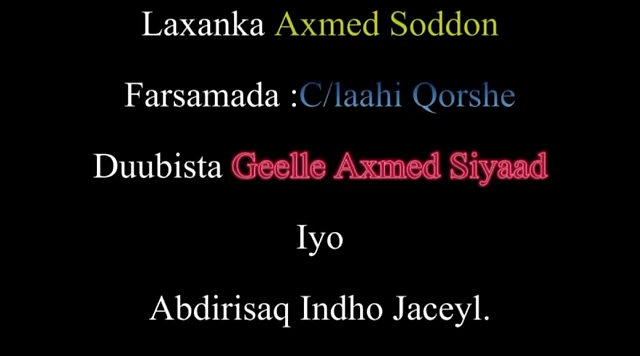 Laxanka Axmed Soddon
Farsamada :C/laahi Qorshe
Duubista Geelle Axmed Siyaad
Iyo
Abdirisaq Indho Jaceyl.